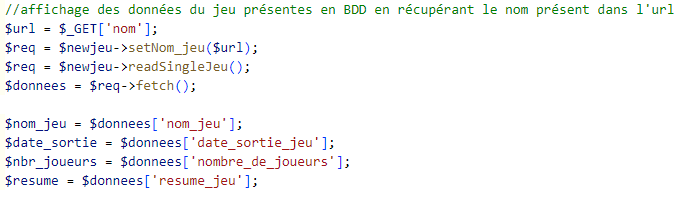 //affichage des données du jeu présentes en BDD en récupérant le nom présent dans l'url
$url = $_GET['nom'];
$req = $newjeu->setNom_jeu($url);
$req = $newjeu->readSingleJeu();
$donnees = $req->fetch();
$nom_jeu = $donnees['nom_jeu'];
$date_sortie = $donnees['date_sortie_jeu'];
$nbr_joueurs = $donnees['nombre_de_joueurs'];
$resume = $donnees['resume_jeu'];